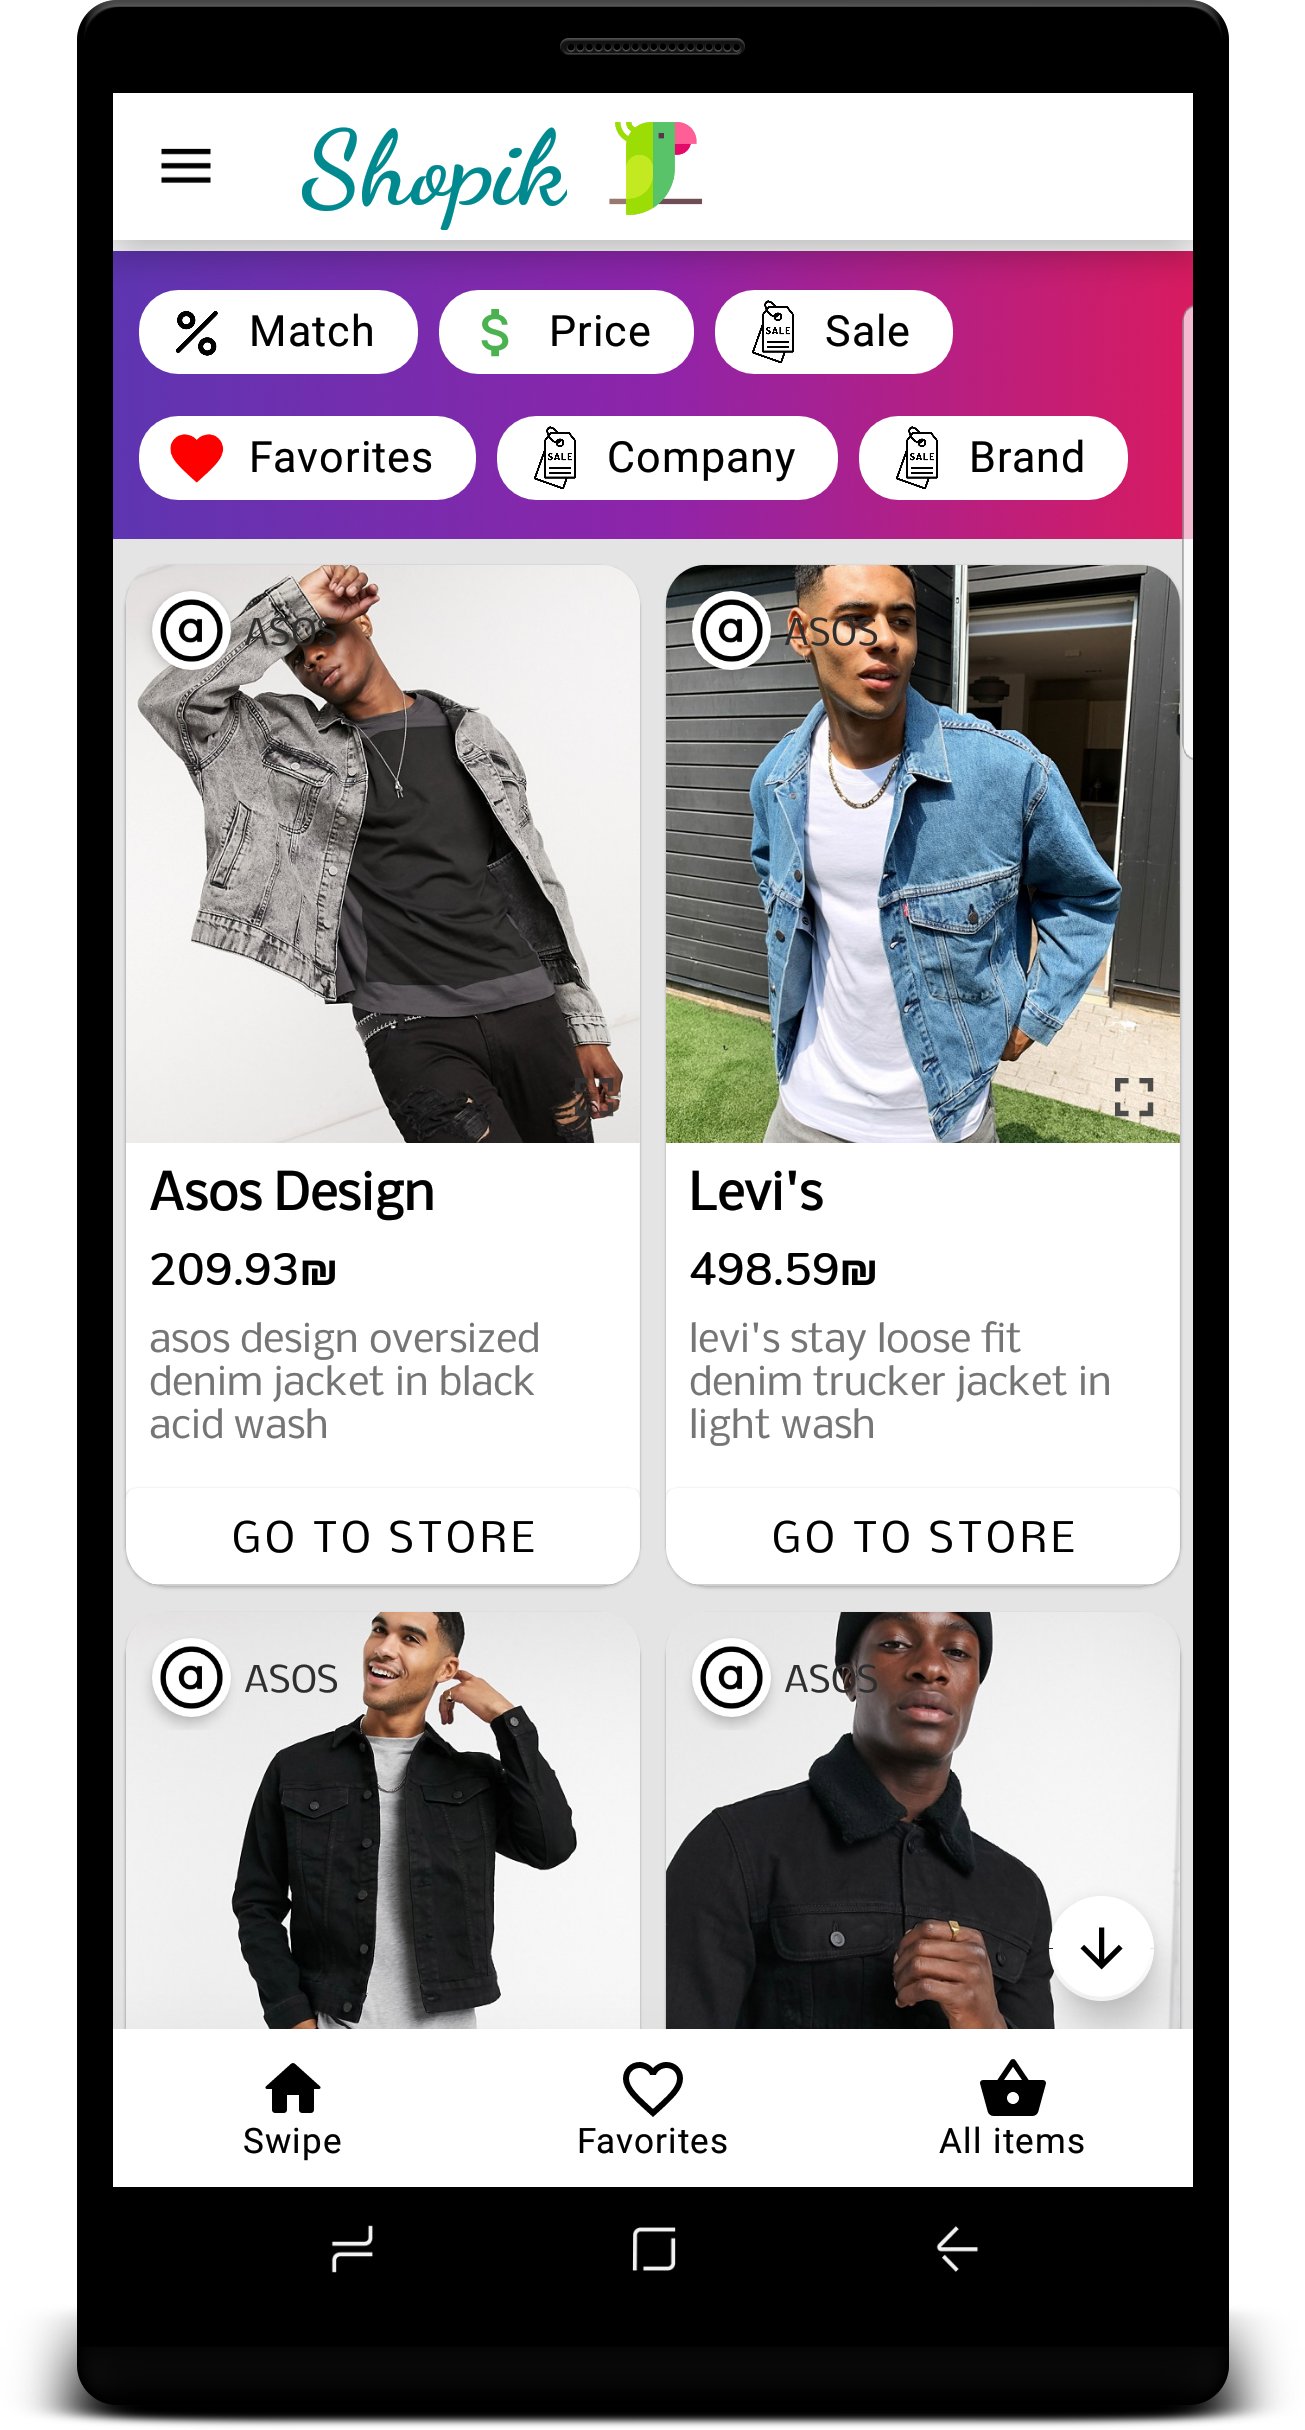 Shopik
Match
Price
SALE
Sale
Favorites
SALE
Company
SALE
Brand
a
ASOS
a
ASOS
Asos Design
209.93₪
asos design oversized
denim jacket in black
acid wash
GO TO STORE
Levi's
498.59₪
levi's stay loose fit
denim trucker jacket in
light wash
GO TO STORE
a
ASOS
a
ASOS
Swipe
Favorites
All items